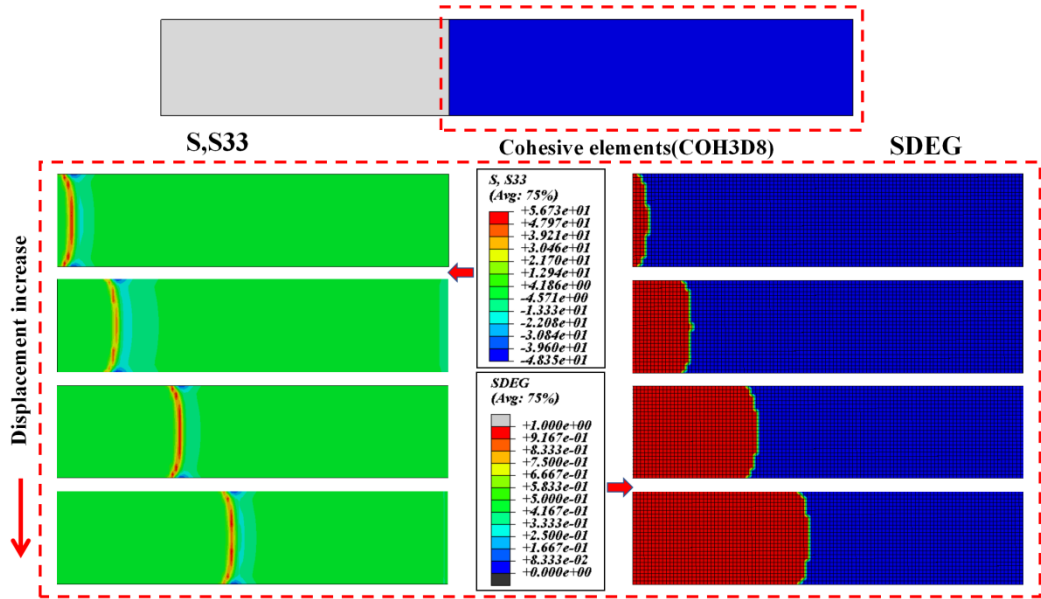 S,S33
Cohesive elements(COH3D8)
SDEG
Displacement increase
S, S33
(Avg: 75%)
+5.673e+01
+4.797e+01
+3.921e+01
+3.046e+01
+2.170e+01
+1.294e+01
+4.186e+00
-4.571e+00
-1.333e+01
-2.208e+01
-3.084e+01
-3.960e+01
-4.835e+01
SDEG
(Avg: 75%)
+1.000e+00
+9.167e-01
+8.333e-01
+7.500e-01
+6.667e-01
+5.833e-01
+5.000e-01
+4.167e-01
+3.333e-01
+2.500e-01
+1.667e-01
+8.333e-02
+0.000e+00